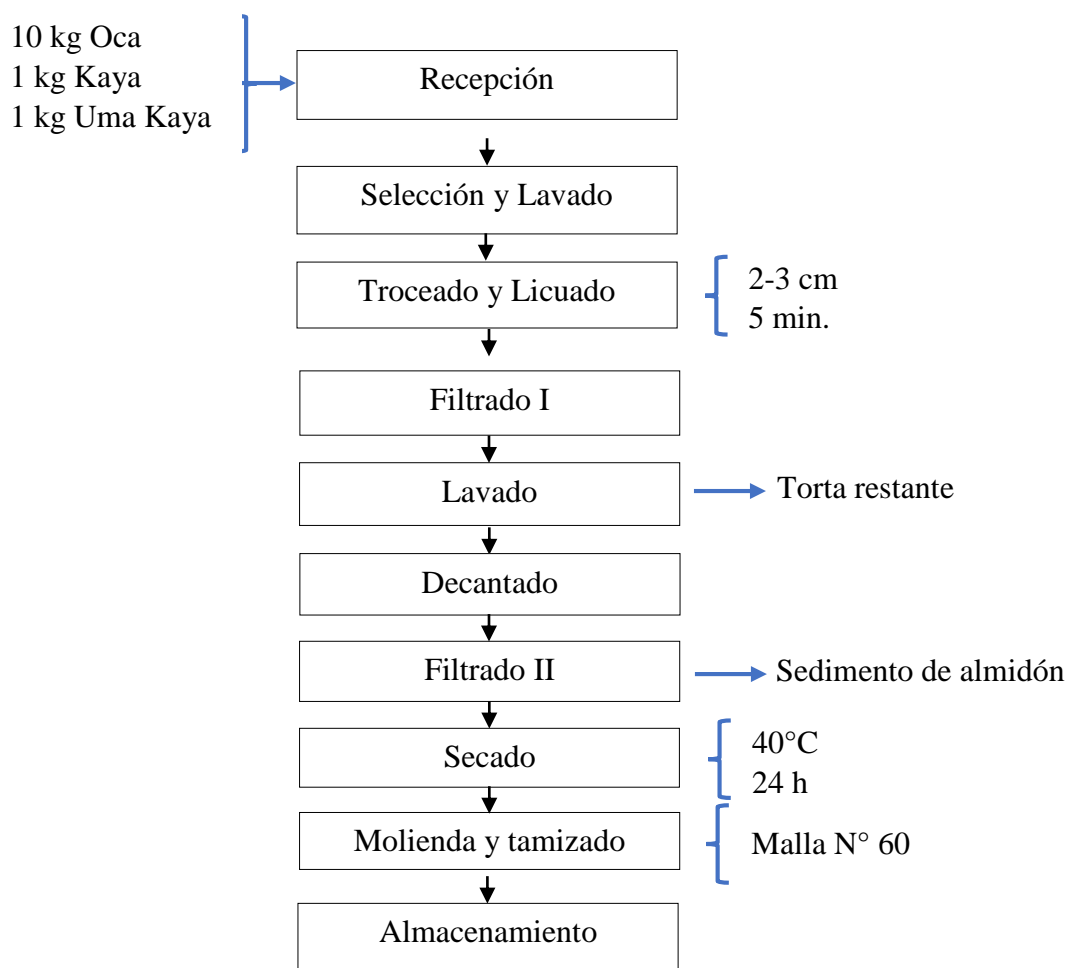 10 kg Oca
1 kg Kaya
1 kg Uma Kaya
Recepción
Selección y Lavado
Troceado y Licuado
2-3 cm
5 min.
Filtrado I
Lavado
Torta restante
Decantado
Filtrado II
Sedimento de almidón
Secado
40°C
24 h
Molienda y tamizado
Malla N° 60
Almacenamiento